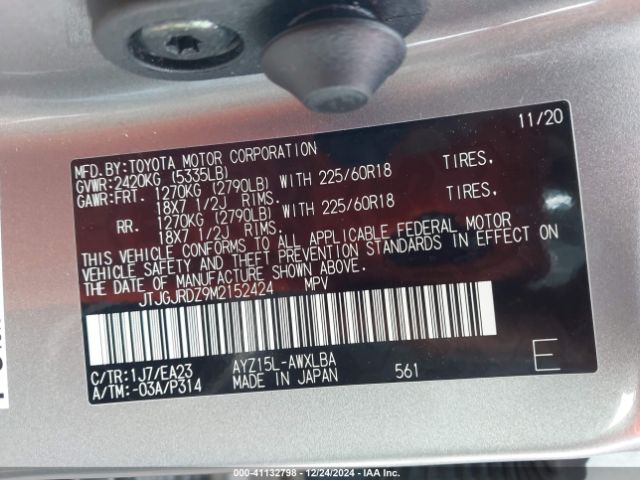 11/20
MFD.BY:TOYOTA MOTOR CORPORATION
GVWR:2420KG (5335LB)
GAWR:FRT. 1270KG (2790LB) WITH 225/60R18 TIRES,
18X7 1/2J RIMS.
RR. 1270KG (2790LB) WITH 225/60R18 TIRES,
18X7 1/2J RIMS.
THIS VEHICLE CONFORMS TO ALL APPLICABLE FEDERAL MOTOR
VEHICLE SAFETY AND THEFT PREVENTION STANDARDS IN EFFECT ON
THE DATE OF MANUFACTURE SHOWN ABOVE.
JTJGJRDZ9M2152424 MPV
C/TR:1J7/EA23 AYZ15L-AWXLBA
A/TM:-03A/P314 MADE IN JAPAN 561 E
00-41132798 - 12/24/2024 - IAA Inc.